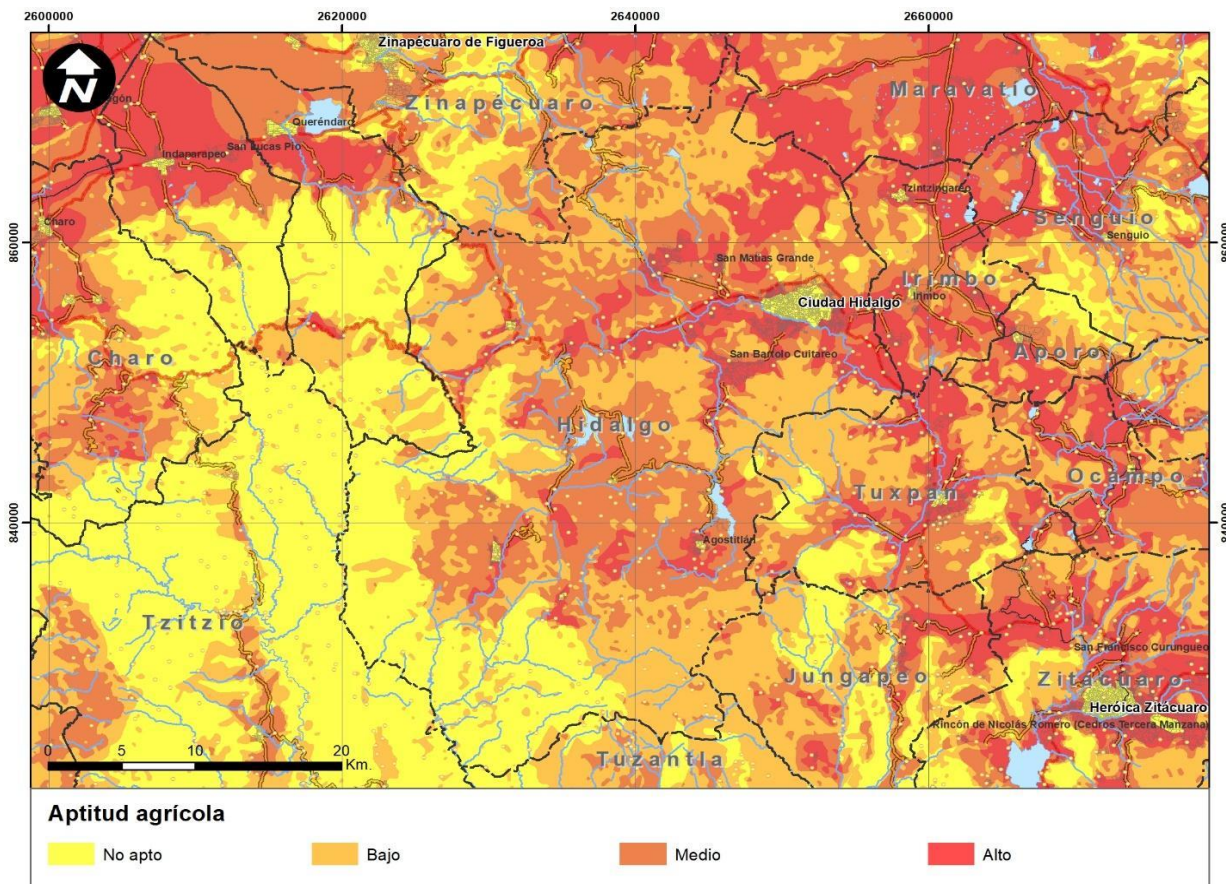 2600000 2620000 2640000 2660000
Zinapécuaro de Figueroa
N
Zinapécuaro
Maravatío
Queréndaro
San Lucas Pío
Indaparapeo
Tzintzingareo
Charo
Senguio
Senguio
860000 860000
San Matías Grande
Irimbo
Irimbo
Ciudad Hidalgo
San Bartolo Cuitareo
Aporo
Charo
Hidalgo
Ocampo
Tuxpan
840000 840000
Agostitlán
Tzitzio
San Francisco Curungueo
Jungapeo
Zitácuaro
Heróica Zitácuaro
Rincón de Nicolás Romero (Cedros Tercera Manzana)
Tuzantla
0 5 10 20
Km.
Aptitud agrícola
No apto Bajo Medio Alto